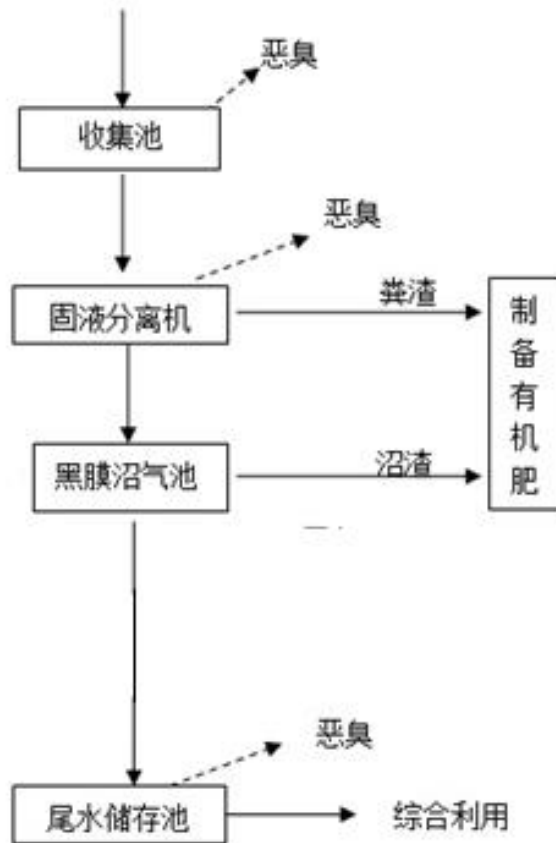 恶臭
收集池
恶臭
固液分离机
粪渣
制备有机肥
黑膜沼气池
沼渣
恶臭
尾水储存池
综合利用